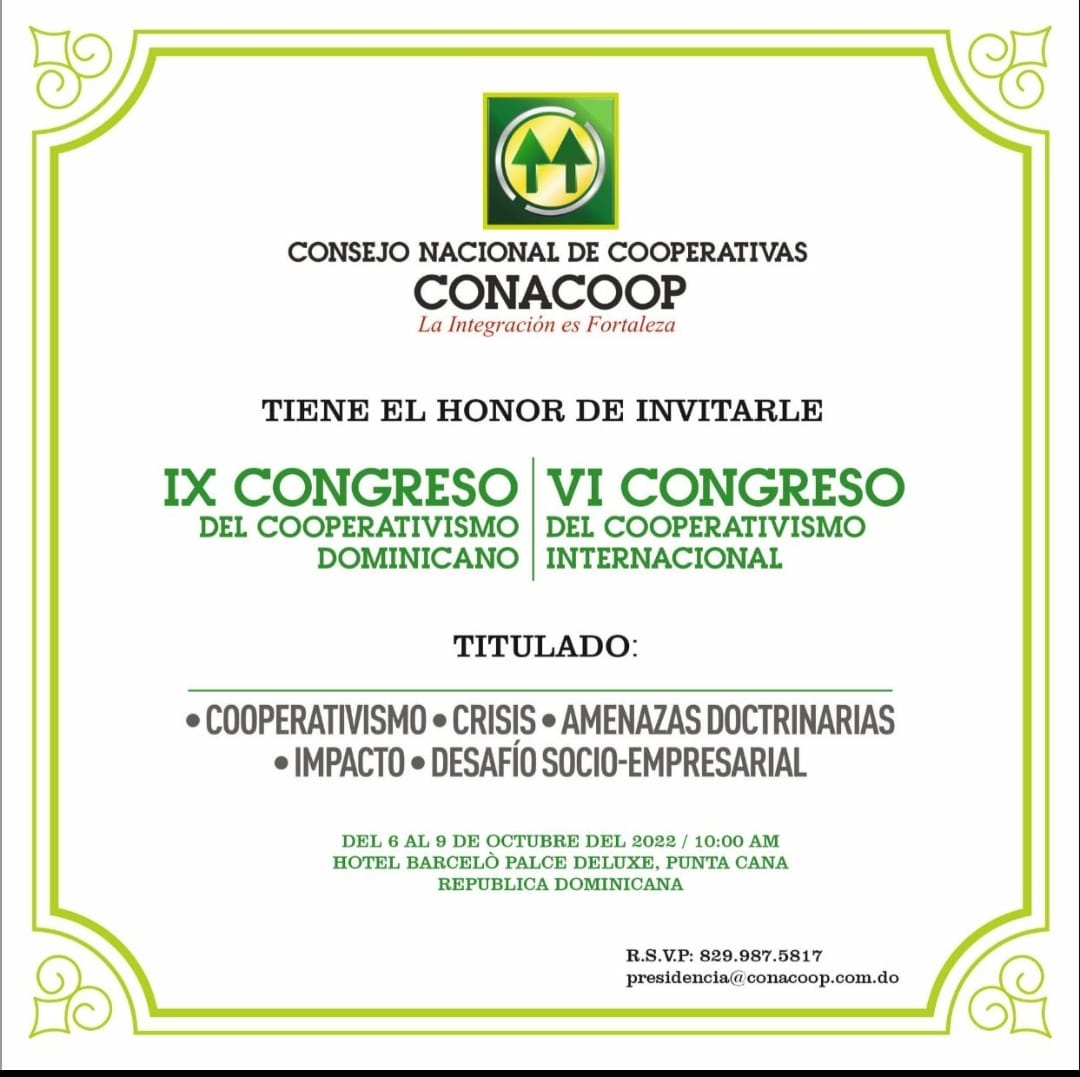 CONSEJO NACIONAL DE COOPERATIVAS
CONACOOP
La Integración es Fortaleza
TIENE EL HONOR DE INVITARLE
IX CONGRESO
DEL COOPERATIVISMO
DOMINICANO
VI CONGRESO
DEL COOPERATIVISMO
INTERNACIONAL
TITULADO:
• COOPERATIVISMO • CRISIS • AMENAZAS DOCTRINARIAS
• IMPACTO • DESAFÍO SOCIO-EMPRESARIAL
DEL 6 AL 9 DE OCTUBRE DEL 2022 / 10:00 AM
HOTEL BARCELÒ PALCE DELUXE, PUNTA CANA
REPUBLICA DOMINICANA
R.S.V.P: 829.987.5817
presidencia@conacoop.com.do